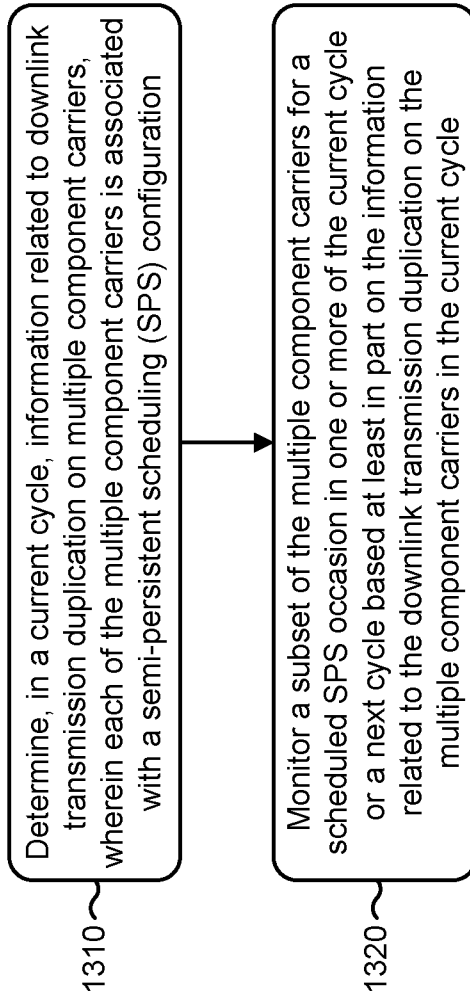 1310
Determine, in a current cycle, information related to downlink
transmission duplication on multiple component carriers,
wherein each of the multiple component carriers is associated
with a semi-persistent scheduling (SPS) configuration
1320
Monitor a subset of the multiple component carriers for a
scheduled SPS occasion in one or more of the current cycle
or a next cycle based at least in part on the information
related to the downlink transmission duplication on the
multiple component carriers in the current cycle